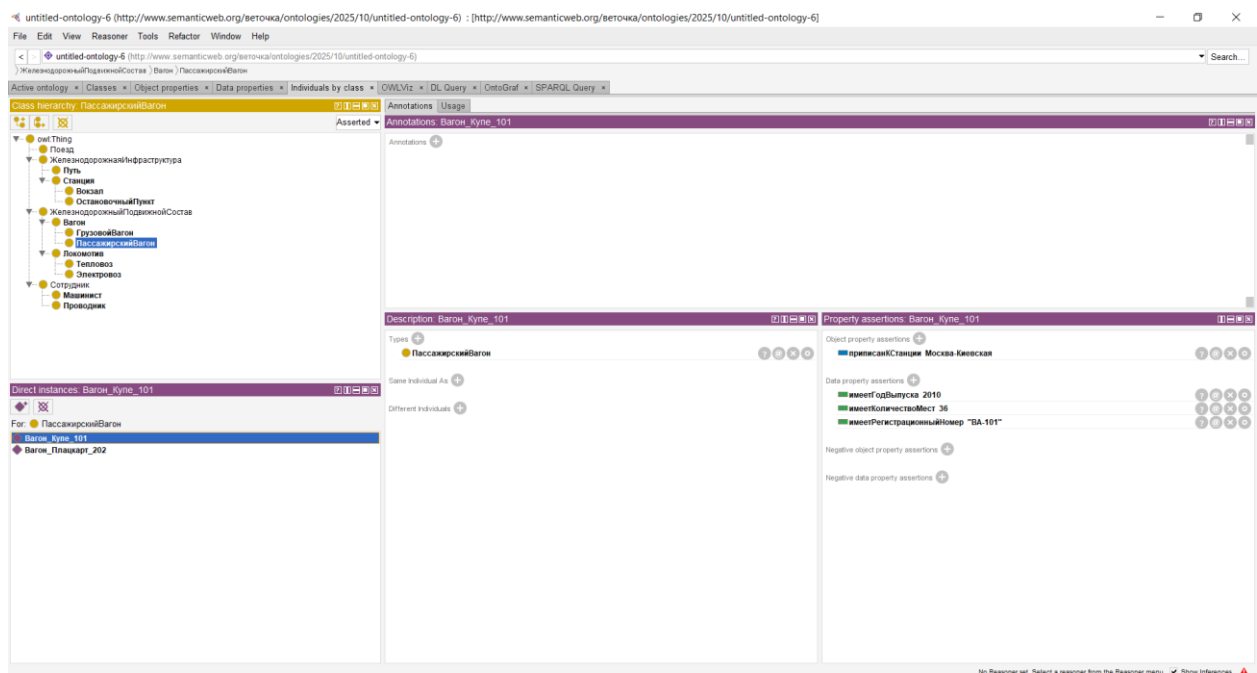 untitled-ontology-6 (http://www.semanticweb.org/веточка/ontologies/2025/10/untitled-ontology-6) : [http://www.semanticweb.org/веточка/ontologies/2025/10/untitled-ontology-6]
File Edit View Reasoner Tools Refactor Window Help
< > untitled-ontology-6 (http://www.semanticweb.org/веточка/ontologies/2025/10/untitled-ontology-6) Search...
ЖелезнодорожныйПодвижнойСостав Вагон ПассажирскийВагон
Active ontology × Classes × Object properties × Data properties × Individuals by class × OWLViz × DL Query × OntoGraf × SPARQL Query ×
Class hierarchy: ПассажирскийВагон
Asserted
owl:Thing
Поезд
ЖелезнодорожнаяИнфраструктура
Путь
Станция
Вокзал
ОстановочныйПункт
ЖелезнодорожныйПодвижнойСостав
Вагон
ГрузовойВагон
ПассажирскийВагон
Локомотив
Тепловоз
Электровоз
Сотрудник
Машинист
Проводник
Direct instances: Вагон_Купе_101
For: ПассажирскийВагон
Вагон_Купе_101
Вагон_Плацкарт_202
Annotations Usage
Annotations: Вагон_Купе_101
Annotations
Description: Вагон_Купе_101
Types
ПассажирскийВагон
Same Individual As
Different Individuals
Property assertions: Вагон_Купе_101
Object property assertions
приписанКСтанции Москва-Киевская
Data property assertions
имеетГодВыпуска 2010
имеетКоличествоМест 36
имеетРегистрационныйНомер "ВА-101"
Negative object property assertions
Negative data property assertions
No Reasoner set. Select a reasoner from the Reasoner menu Show Inferences